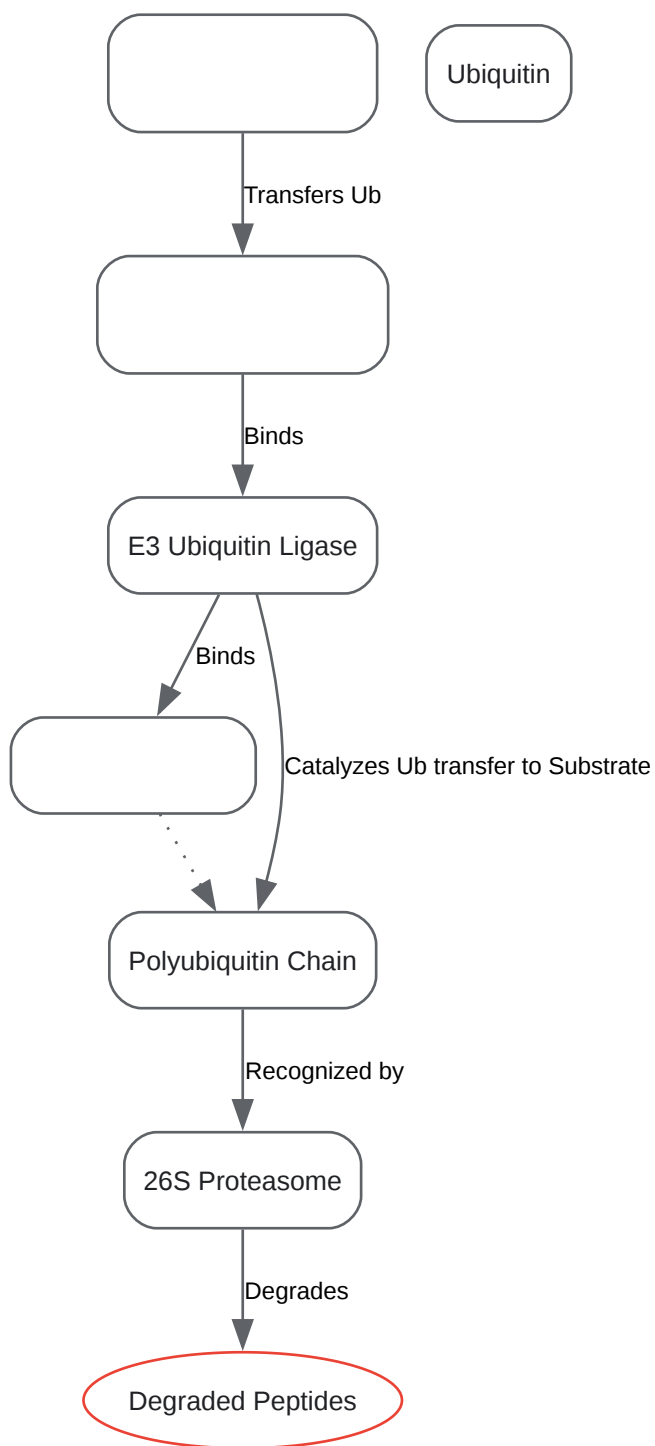 Ubiquitin
Transfers Ub
Binds
E3 Ubiquitin Ligase
Binds
Catalyzes Ub transfer to Substrate
Polyubiquitin Chain
Recognized by
26S Proteasome
Degrades
Degraded Peptides